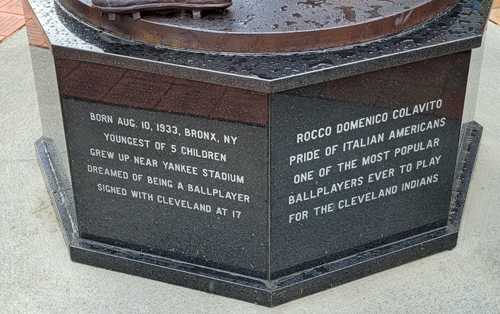 BORN AUG. 10, 1933, BRONX, NY
YOUNGEST OF 5 CHILDREN
GREW UP NEAR YANKEE STADIUM
DREAMED OF BEING A BALLPLAYER
SIGNED WITH CLEVELAND AT 17
ROCCO DOMENICO COLAVITO
PRIDE OF ITALIAN AMERICANS
ONE OF THE MOST POPULAR
BALLPLAYERS EVER TO PLAY
FOR THE CLEVELAND INDIANS